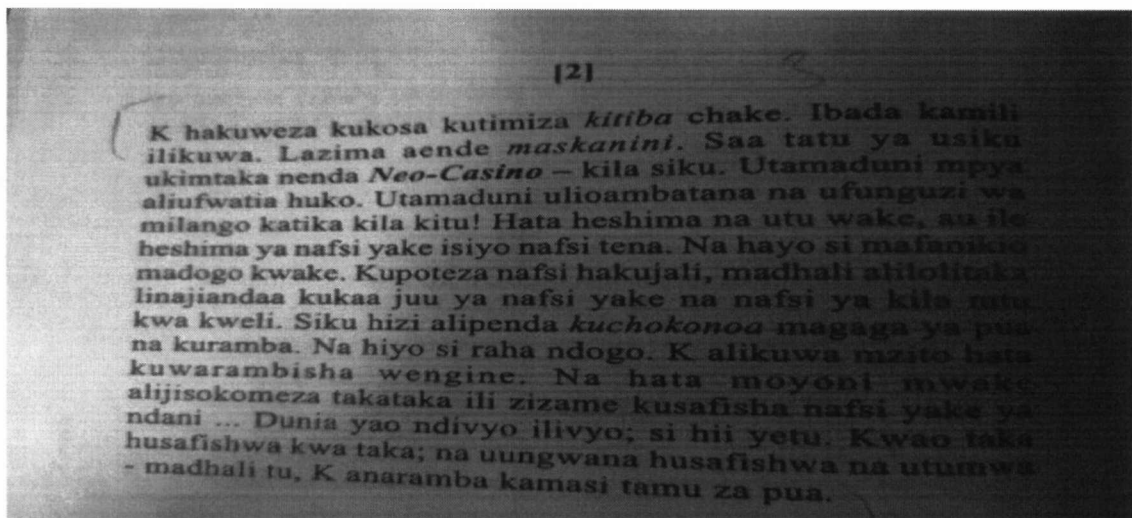 [2]
K hakuweza kukosa kutimiza kitiba chake. Ibada kamili
ilikuwa. Lazima aende maskanini. Saa tatu ya usiku
ukimtaka nenda Neo-Casino – kila siku. Utamaduni mpya
aliufwatia huko. Utamaduni ulioambatana na ufunguzi wa
milango katika kila kitu! Hata heshima na utu wake, au ile
heshima ya nafsi yake isiyo nafsi tena. Na hayo si mafanikio
madogo kwake. Kupoteza nafsi hakujali, madhali alilolitaka
linajiandaa kukaa juu ya nafsi yake na nafsi ya kila mtu
kwa kweli. Siku hizi alipenda kuchokonoa magaga ya pua
na kuramba. Na hiyo si raha ndogo. K alikuwa mzito hata
kuwarambisha wengine. Na hata moyoni mwake
alijisokomeza takataka ili zizame kusafisha nafsi yake ya
ndani ... Dunia yao ndivyo ilivyo; si hii yetu. Kwao taka
husafishwa kwa taka; na uungwana husafishwa na utumwa
- madhali tu, K anaramba kamasi tamu za pua.